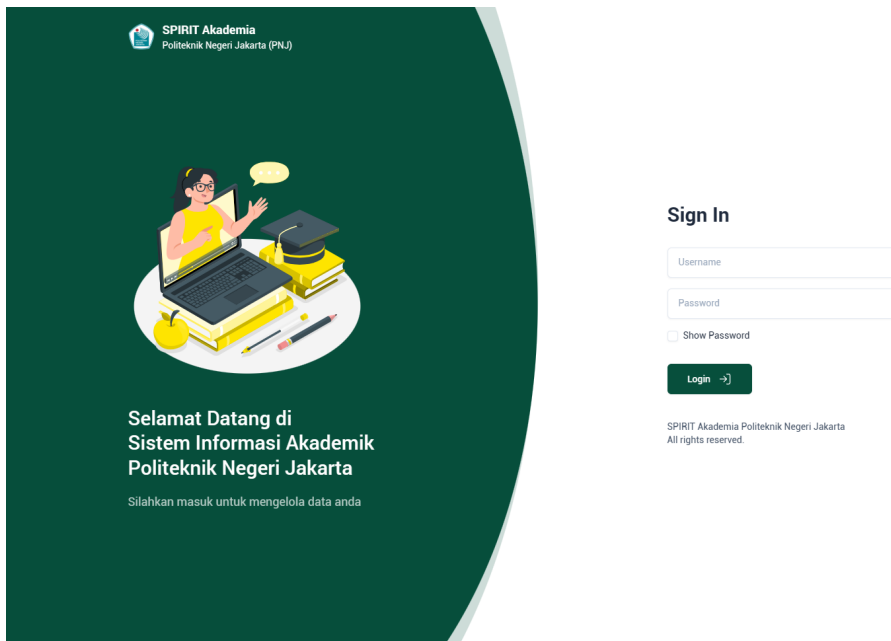 SPIRIT Akademia
Politeknik Negeri Jakarta (PNJ)
Selamat Datang di
Sistem Informasi Akademik
Politeknik Negeri Jakarta
Silahkan masuk untuk mengelola data anda
Sign In
Username
Password
Show Password
Login
SPIRIT Akademia Politeknik Negeri Jakarta
All rights reserved.